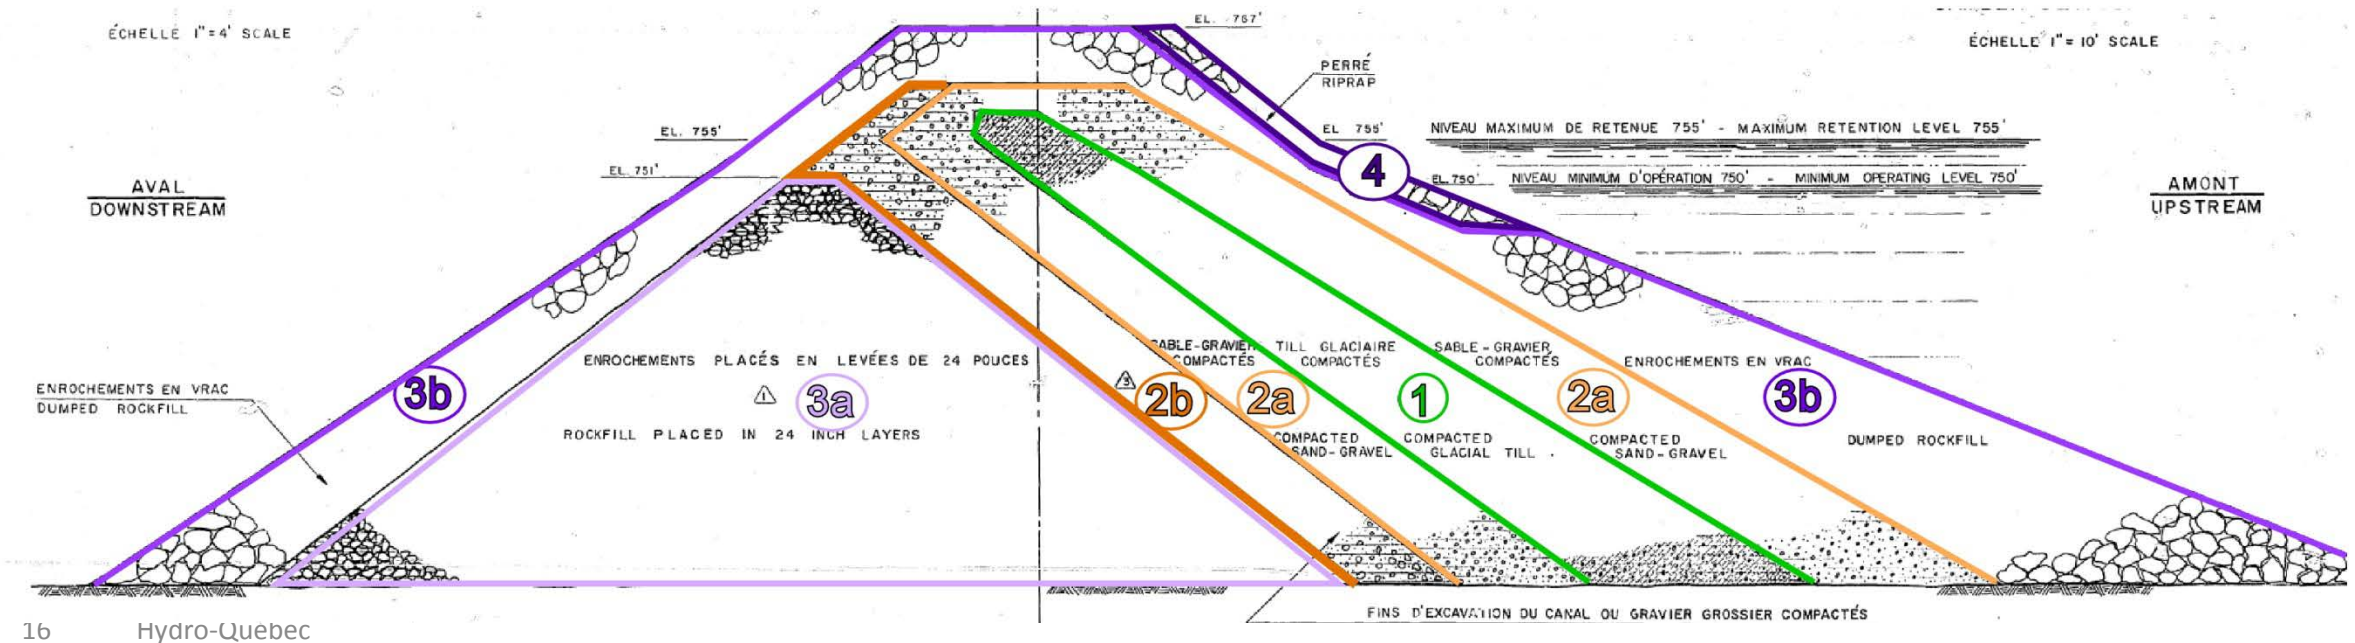 ÉCHELLE 1"=4' SCALE
EL. 767'
ÉCHELLE 1"=10' SCALE
PERRÉ
RIPRAP
EL. 755'
EL 755'
NIVEAU MAXIMUM DE RETENUE 755' - MAXIMUM RETENTION LEVEL 755'
EL. 751'
EL. 750'
NIVEAU MINIMUM D'OPÉRATION 750' - MINIMUM OPERATING LEVEL 750'
4
AVAL
DOWNSTREAM
AMONT
UPSTREAM
ENROCHEMENTS PLACÉS EN LEVÉES DE 24 POUCES
SABLE-GRAVIER
COMPACTÉS
TILL GLACIAIRE
COMPACTÉS
SABLE-GRAVIER
COMPACTÉS
ENROCHEMENTS EN VRAC
ENROCHEMENTS EN VRAC
DUMPED ROCKFILL
3b
1
3a
3
2b
2a
1
2a
3b
ROCKFILL PLACED IN 24 INCH LAYERS
COMPACTED
SAND-GRAVEL
COMPACTED
GLACIAL TILL
COMPACTED
SAND-GRAVEL
DUMPED ROCKFILL
FINS D'EXCAVATION DU CANAL OU GRAVIER GROSSIER COMPACTÉS
16 Hydro-Québec